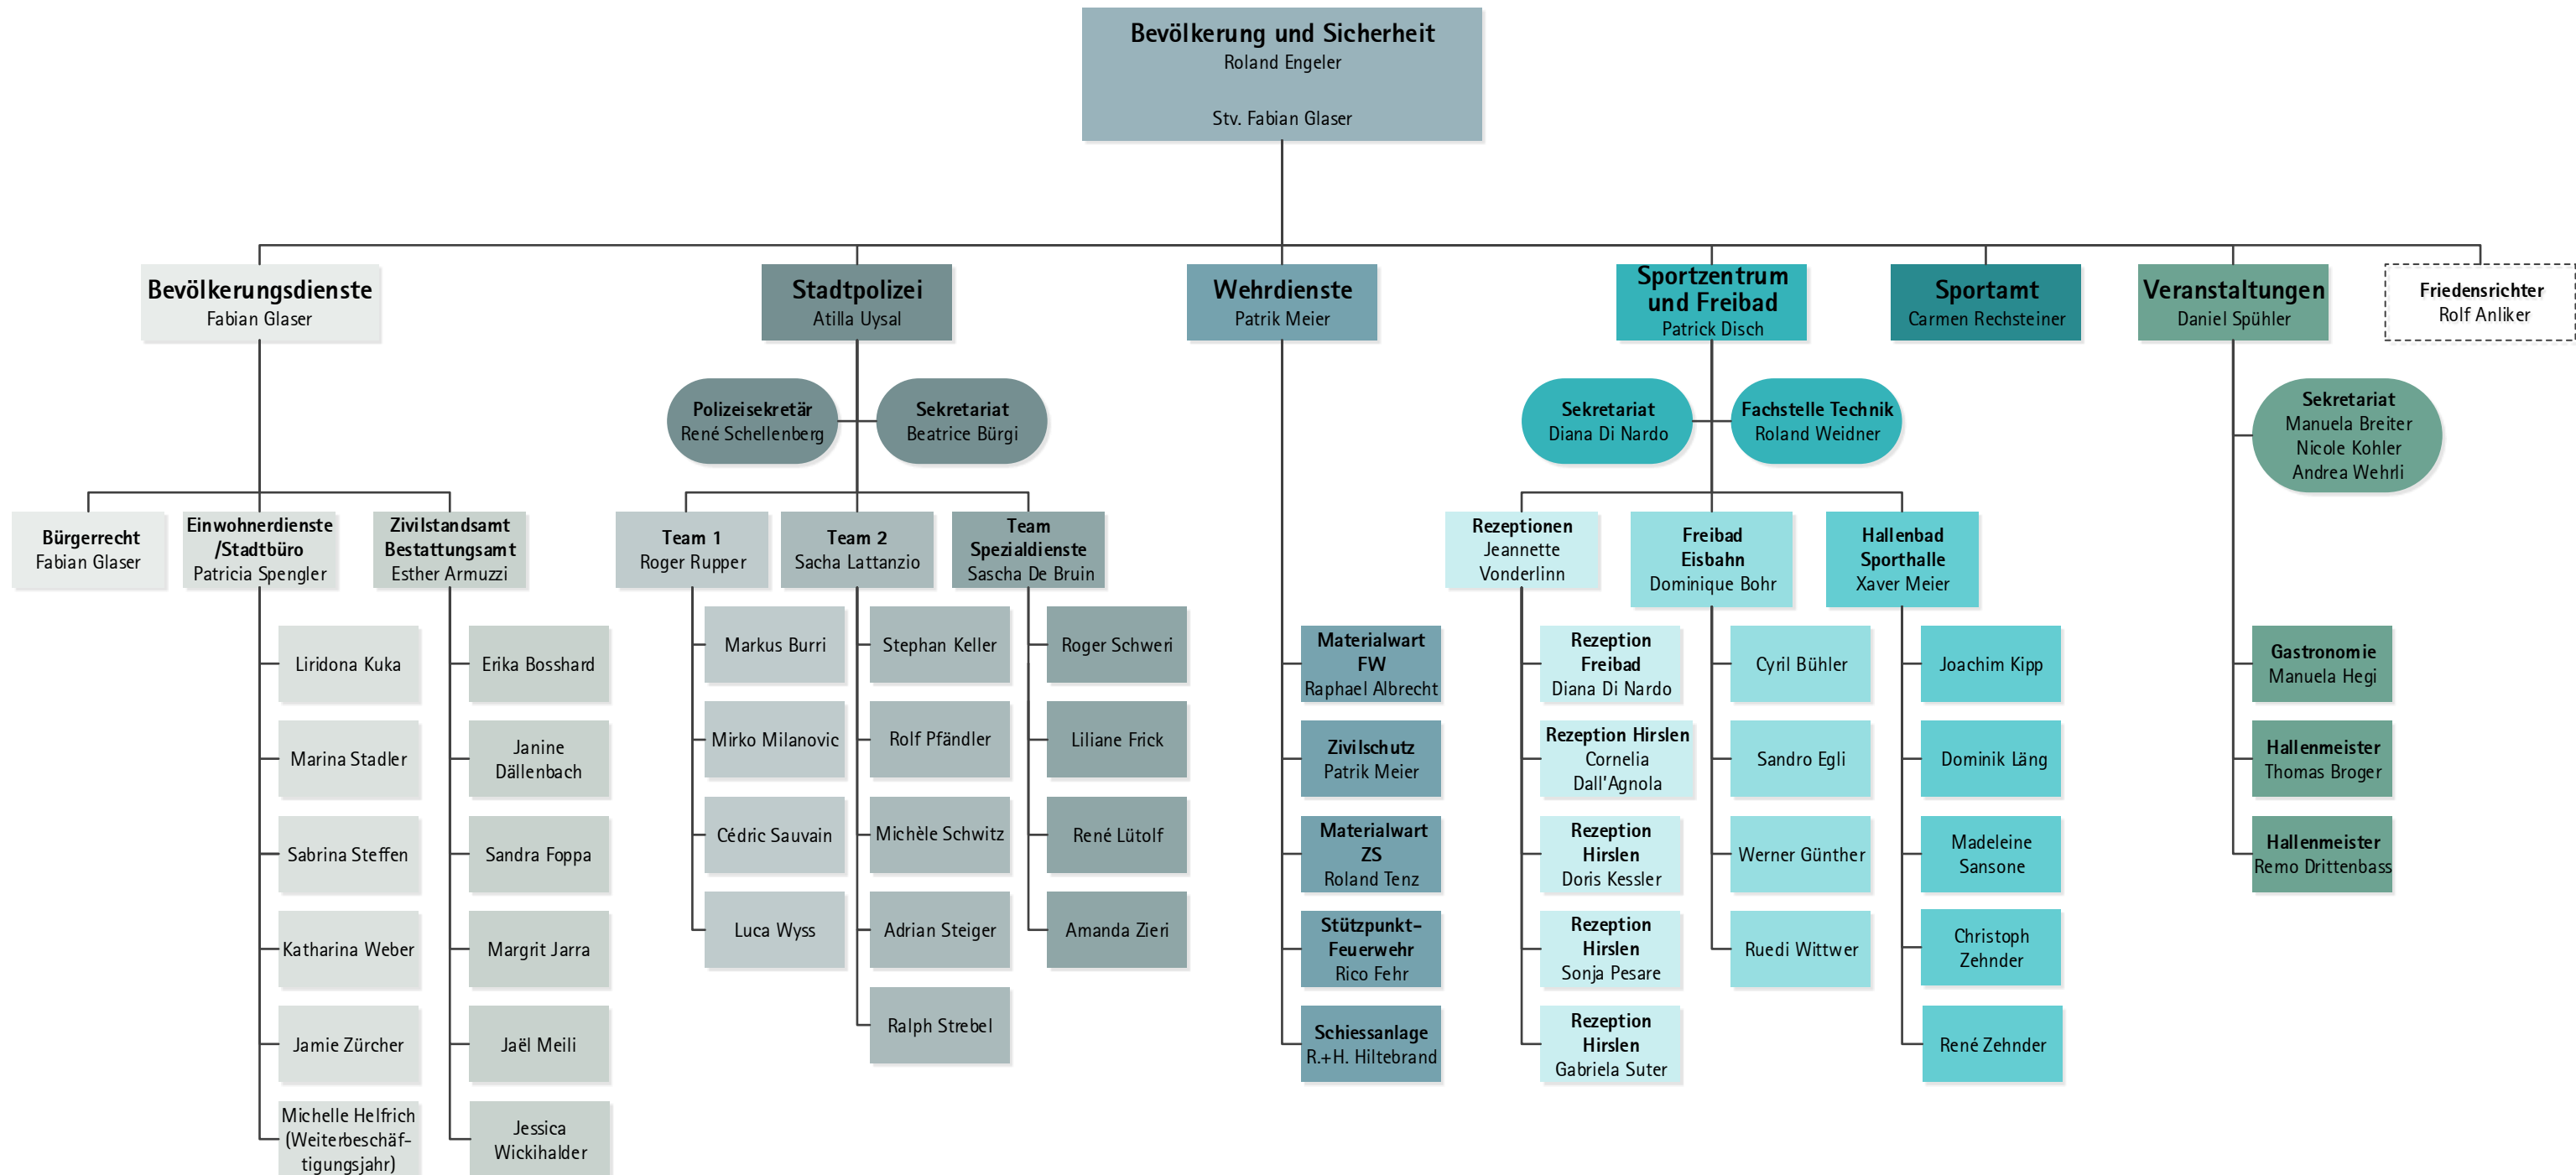 Bevölkerung und Sicherheit
Roland Engeler
Stv. Fabian Glaser
Bevölkerungsdienste
Fabian Glaser
Stadtpolizei
Atilla Uysal
Wehrdienste
Patrik Meier
Sportzentrum
und Freibad
Patrick Disch
Sportamt
Carmen Rechsteiner
Veranstaltungen
Daniel Spühler
Friedensrichter
Rolf Anliker
Polizeisekretär
René Schellenberg
Sekretariat
Beatrice Bürgi
Sekretariat
Diana Di Nardo
Fachstelle Technik
Roland Weidner
Sekretariat
Manuela Breiter
Nicole Kohler
Andrea Wehrli
Bürgerrecht
Fabian Glaser
Einwohnerdienste
/Stadtbüro
Patricia Spengler
Zivilstandsamt
Bestattungsamt
Esther Armuzzi
Team 1
Roger Rupper
Team 2
Sacha Lattanzio
Team
Spezialdienste
Sascha De Bruin
Rezeptionen
Jeannette
Vonderlinn
Freibad
Eisbahn
Dominique Bohr
Hallenbad
Sporthalle
Xaver Meier
Liridona Kuka
Marina Stadler
Sabrina Steffen
Katharina Weber
Jamie Zürcher
Michelle Helfrich
(Weiterbeschäf-
tigungsjahr)
Erika Bosshard
Janine
Dällenbach
Sandra Foppa
Margrit Jarra
Jaël Meili
Jessica
Wickihalder
Markus Burri
Mirko Milanovic
Cédric Sauvain
Luca Wyss
Stephan Keller
Rolf Pfändler
Michèle Schwitz
Adrian Steiger
Ralph Strebel
Roger Schweri
Liliane Frick
René Lütolf
Amanda Zieri
Materialwart
FW
Raphael Albrecht
Zivilschutz
Patrik Meier
Materialwart
ZS
Roland Tenz
Stützpunkt-
Feuerwehr
Rico Fehr
Schiessanlage
R.+H. Hiltebrand
Rezeption
Freibad
Diana Di Nardo
Rezeption Hirslen
Cornelia
Dall'Agnola
Rezeption
Hirslen
Doris Kessler
Rezeption
Hirslen
Sonja Pesare
Rezeption
Hirslen
Gabriela Suter
Cyril Bühler
Sandro Egli
Werner Günther
Ruedi Wittwer
Joachim Kipp
Dominik Läng
Madeleine
Sansone
Christoph
Zehnder
René Zehnder
Gastronomie
Manuela Hegi
Hallenmeister
Thomas Broger
Hallenmeister
Remo Drittenbass